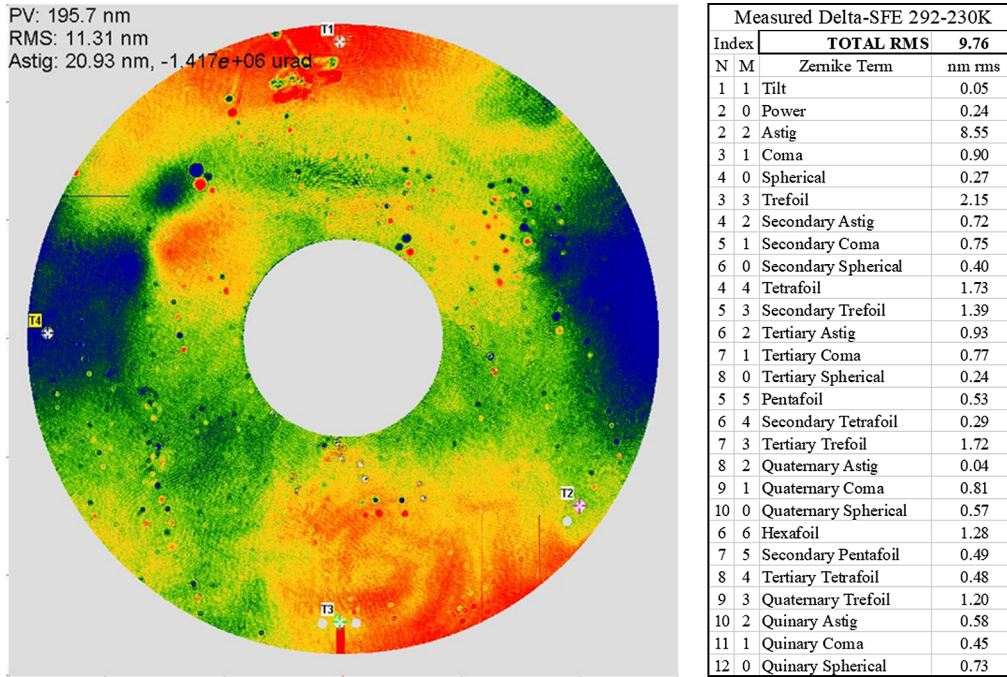 PV: 195.7 nm
RMS: 11.31 nm
Astig: 20.93 nm, -1.417e+06 urad
T1
T4
T2
T3
Measured Delta-SFE 292-230K
Index TOTAL RMS 9.76
N M Zernike Term nm rms
1 1 Tilt 0.05
2 0 Power 0.24
2 2 Astig 8.55
3 1 Coma 0.90
4 0 Spherical 0.27
3 3 Trefoil 2.15
4 2 Secondary Astig 0.72
5 1 Secondary Coma 0.75
6 0 Secondary Spherical 0.40
4 4 Tetrafoil 1.73
5 3 Secondary Trefoil 1.39
6 2 Tertiary Astig 0.93
7 1 Tertiary Coma 0.77
8 0 Tertiary Spherical 0.24
5 5 Pentafoil 0.53
6 4 Secondary Tetrafoil 0.29
7 3 Tertiary Trefoil 1.72
8 2 Quaternary Astig 0.04
9 1 Quaternary Coma 0.81
10 0 Quaternary Spherical 0.57
6 6 Hexafoil 1.28
7 5 Secondary Pentafoil 0.49
8 4 Tertiary Tetrafoil 0.48
9 3 Quaternary Trefoil 1.20
10 2 Quinary Astig 0.58
11 1 Quinary Coma 0.45
12 0 Quinary Spherical 0.73